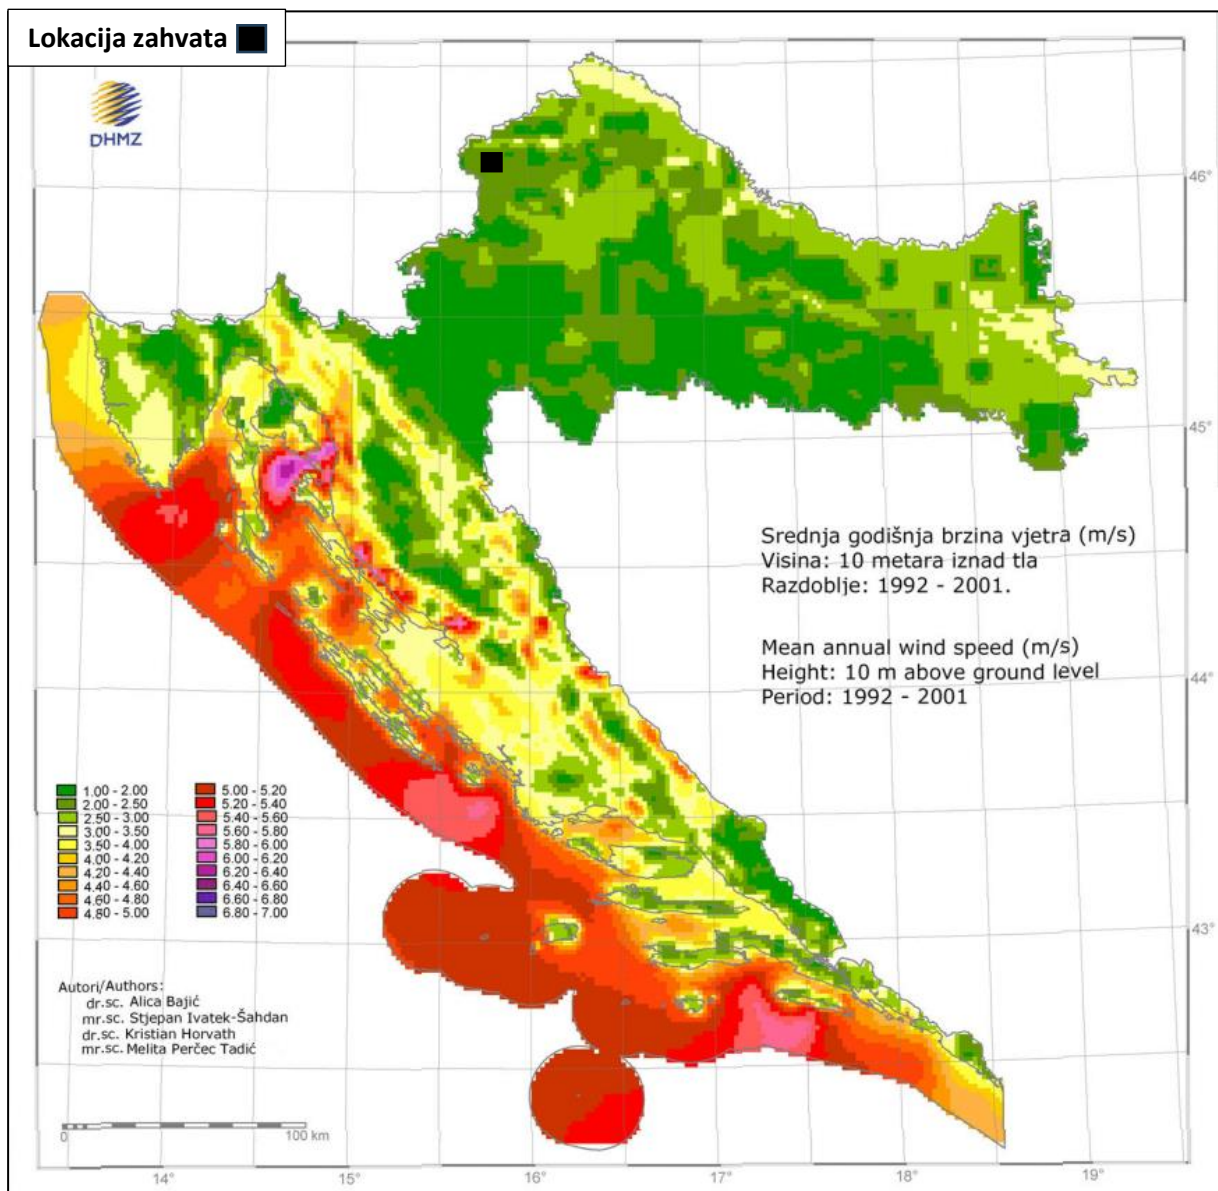 Lokacija zahvata
DHMZ
46°
45°
Srednja godišnja brzina vjetra (m/s)
Visina: 10 metara iznad tla
Razdoblje: 1992 - 2001.
Mean annual wind speed (m/s)
Height: 10 m above ground level
Period: 1992 - 2001
44°
1.00 - 2.00
2.00 - 2.50
2.50 - 3.00
3.00 - 3.50
3.50 - 4.00
4.00 - 4.20
4.20 - 4.40
4.40 - 4.60
4.60 - 4.80
4.80 - 5.00
5.00 - 5.20
5.20 - 5.40
5.40 - 5.60
5.60 - 5.80
5.80 - 6.00
6.00 - 6.20
6.20 - 6.40
6.40 - 6.60
6.60 - 6.80
6.80 - 7.00
43°
Autori/Authors:
dr.sc. Alica Bajić
mr.sc. Stjepan Ivatek-Šahdan
dr.sc. Kristian Horvath
mr.sc. Melita Perčec Tadić
0 100 km
14° 15° 16° 17° 18° 19°